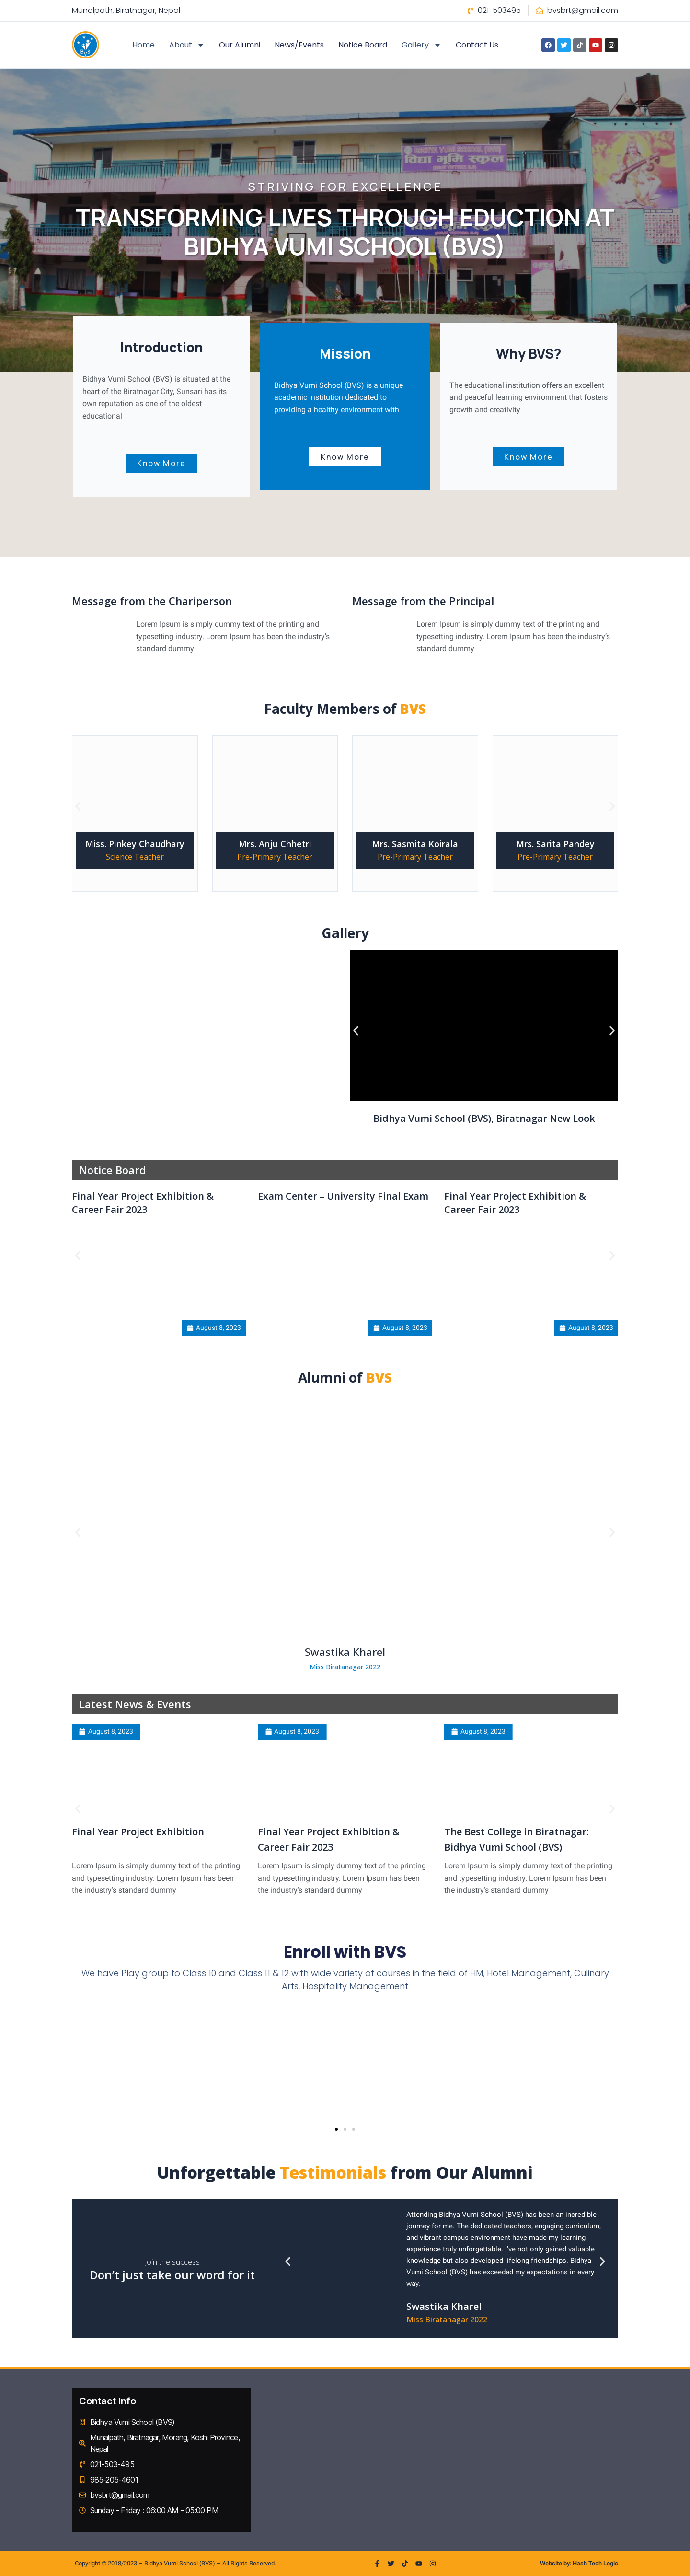 Munalpath, Biratnagar, Nepal
021-503495
bvsbrt@gmail.com
Home
About
Our Alumni
News/Events
Notice Board
Gallery
Contact Us
विद्या भूमि स्कूल
STRIVING FOR EXCELLENCE
TRANSFORMING LIVES THROUGH EDUCTION AT
BIDHYA VUMI SCHOOL (BVS)
Introduction
Bidhya Vumi School (BVS) is situated at the
heart of the Biratnagar City, Sunsari has its
own reputation as one of the oldest
educational
Know More
Mission
Bidhya Vumi School (BVS) is a unique
academic institution dedicated to
providing a healthy environment with
Know More
Why BVS?
The educational institution offers an excellent
and peaceful learning environment that fosters
growth and creativity
Know More
Message from the Chariperson
Lorem Ipsum is simply dummy text of the printing and
typesetting industry. Lorem Ipsum has been the industry's
standard dummy
Message from the Principal
Lorem Ipsum is simply dummy text of the printing and
typesetting industry. Lorem Ipsum has been the industry's
standard dummy
Faculty Members of BVS
Miss. Pinkey Chaudhary
Science Teacher
Mrs. Anju Chhetri
Pre-Primary Teacher
Mrs. Sasmita Koirala
Pre-Primary Teacher
Mrs. Sarita Pandey
Pre-Primary Teacher
Gallery
Bidhya Vumi School (BVS), Biratnagar New Look
Notice Board
Final Year Project Exhibition &
Career Fair 2023
August 8, 2023
Exam Center – University Final Exam
August 8, 2023
Final Year Project Exhibition &
Career Fair 2023
August 8, 2023
Alumni of BVS
Swastika Kharel
Miss Biratanagar 2022
Latest News & Events
August 8, 2023
Final Year Project Exhibition
Lorem Ipsum is simply dummy text of the printing
and typesetting industry. Lorem Ipsum has been
the industry's standard dummy
August 8, 2023
Final Year Project Exhibition &
Career Fair 2023
Lorem Ipsum is simply dummy text of the printing
and typesetting industry. Lorem Ipsum has been
the industry's standard dummy
August 8, 2023
The Best College in Biratnagar:
Bidhya Vumi School (BVS)
Lorem Ipsum is simply dummy text of the printing
and typesetting industry. Lorem Ipsum has been
the industry's standard dummy
Enroll with BVS
We have Play group to Class 10 and Class 11 & 12 with wide variety of courses in the field of HM, Hotel Management, Culinary
Arts, Hospitality Management
Unforgettable Testimonials from Our Alumni
Join the success
Don't just take our word for it
Attending Bidhya Vumi School (BVS) has been an incredible
journey for me. The dedicated teachers, engaging curriculum,
and vibrant campus environment have made my learning
experience truly unforgettable. I've not only gained valuable
knowledge but also developed lifelong friendships. Bidhya
Vumi School (BVS) has exceeded my expectations in every
way.
Swastika Kharel
Miss Biratanagar 2022
Contact Info
Bidhya Vumi School (BVS)
Munalpath, Biratnagar, Morang, Koshi Province,
Nepal
021-503-495
985-205-4601
bvsbrt@gmail.com
Sunday - Friday : 06:00 AM - 05:00 PM
Copyright © 2018/2023 – Bidhya Vumi School (BVS) – All Rights Reserved.
Website by: Hash Tech Logic